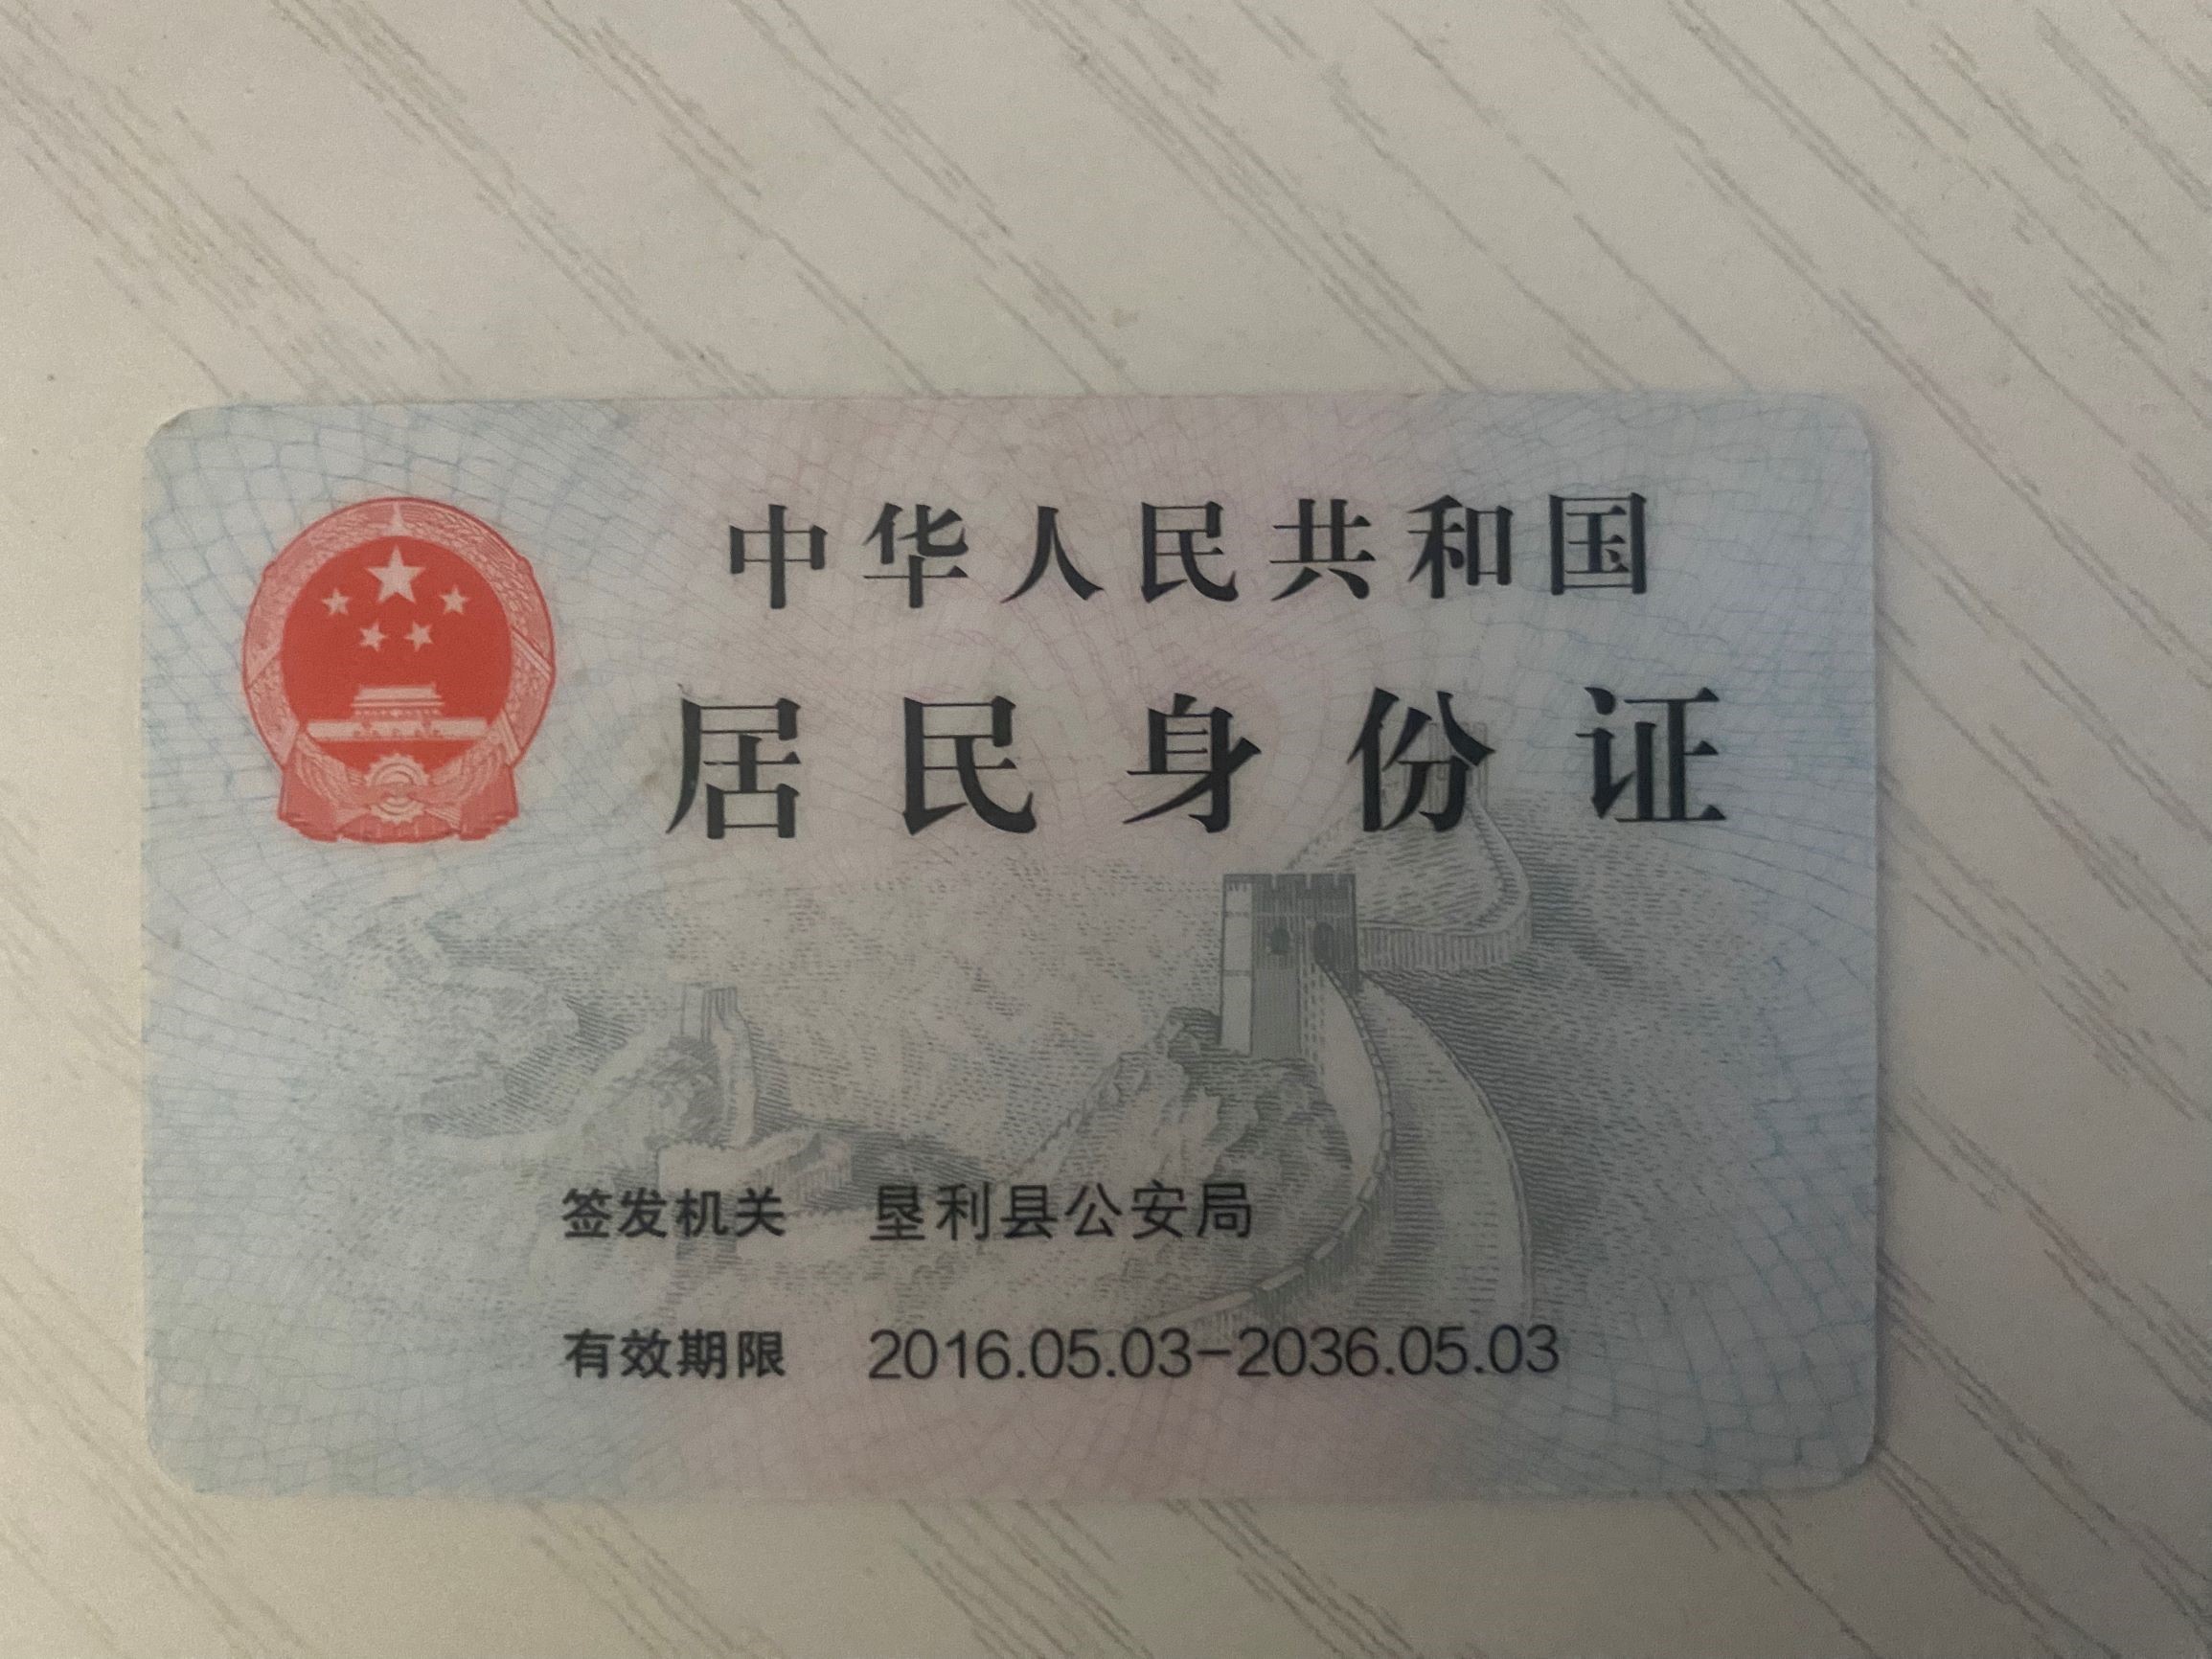 中华人民共和国
居民身份证
签发机关 垦利县公安局
有效期限 2016.05.03-2036.05.03